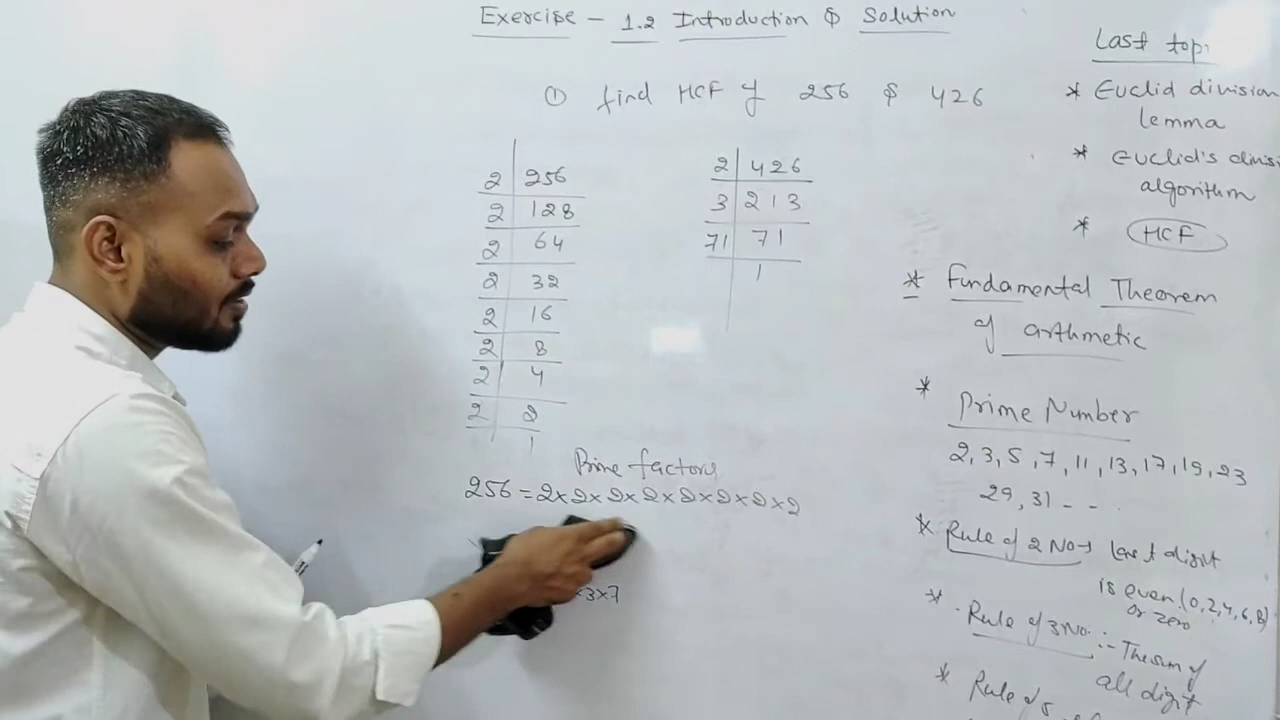 Exercise - 1.2 Introduction & Solution
① find HCF of 256 & 426
2 | 256
2 | 128
2 | 64
2 | 32
2 | 16
2 | 8
2 | 4
2 | 2
1
2 | 426
3 | 213
71 | 71
1
Prime factors
256 = 2×2×2×2×2×2×2×2
×3×7
Last
* Euclid division
lemma
* Euclid's
algorithm
* HCF
* Fundamental Theorem
of arithmetic
* Prime Number
2, 3, 5, 7, 11, 13, 17, 19, 23
29, 31 - -
* Rule of 2 No → last digit
is even (0, 2, 4, 6, 8)
or zero
* Rule of 3 No :- The sum of
all digit
* Rule of 5